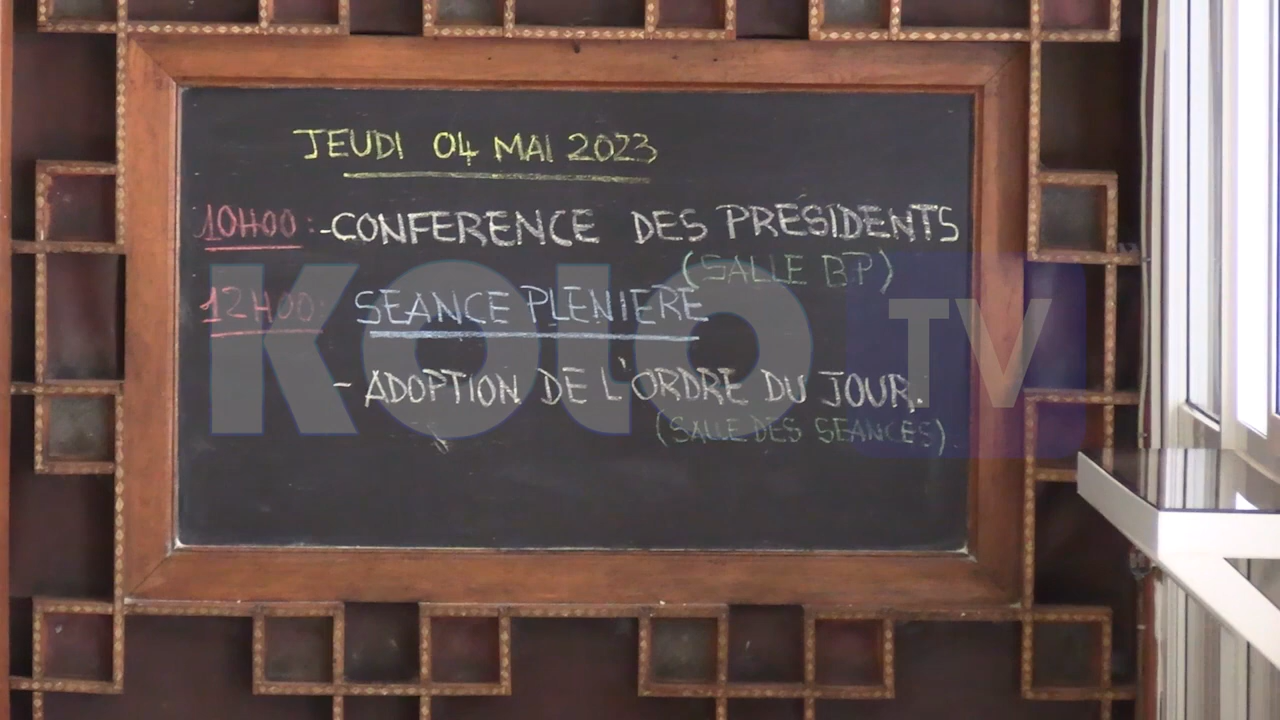 JEUDI 04 MAI 2023
10H00 : - CONFERENCE DES PRÉSIDENTS
(SALLE BP)
12H00 : SEANCE PLENIERE
- ADOPTION DE L'ORDRE DU JOUR.
(SALLE DES SEANCES).
KOLO TV